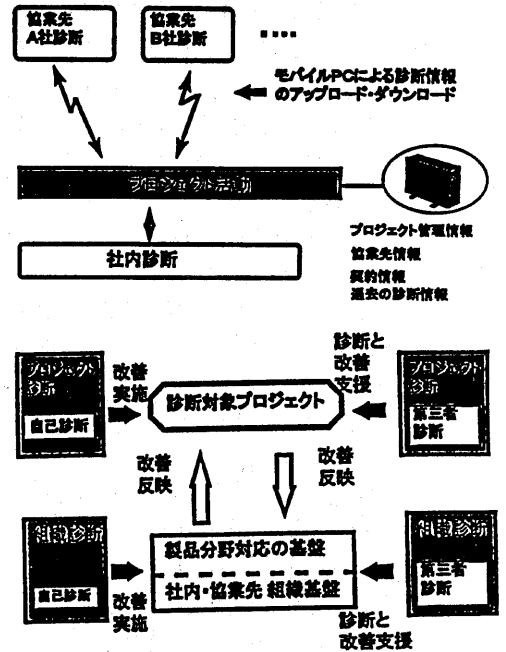 協業先
A社診断
協業先
B社診断
....
モバイルPCによる診断情報
のアップロード・ダウンロード
プロジェクト活動
社内診断
プロジェクト管理情報
協業先情報
契約情報
過去の診断情報
プロジェクト
診断
自己診断
改善
実施
診断対象プロジェクト
診断と
改善
支援
プロジェクト
診断
第三者
診断
改善
反映
改善
反映
組織診断
自己診断
改善
実施
製品分野対応の基盤
社内・協業先 組織基盤
診断と
改善支援
組織診断
第三者
診断